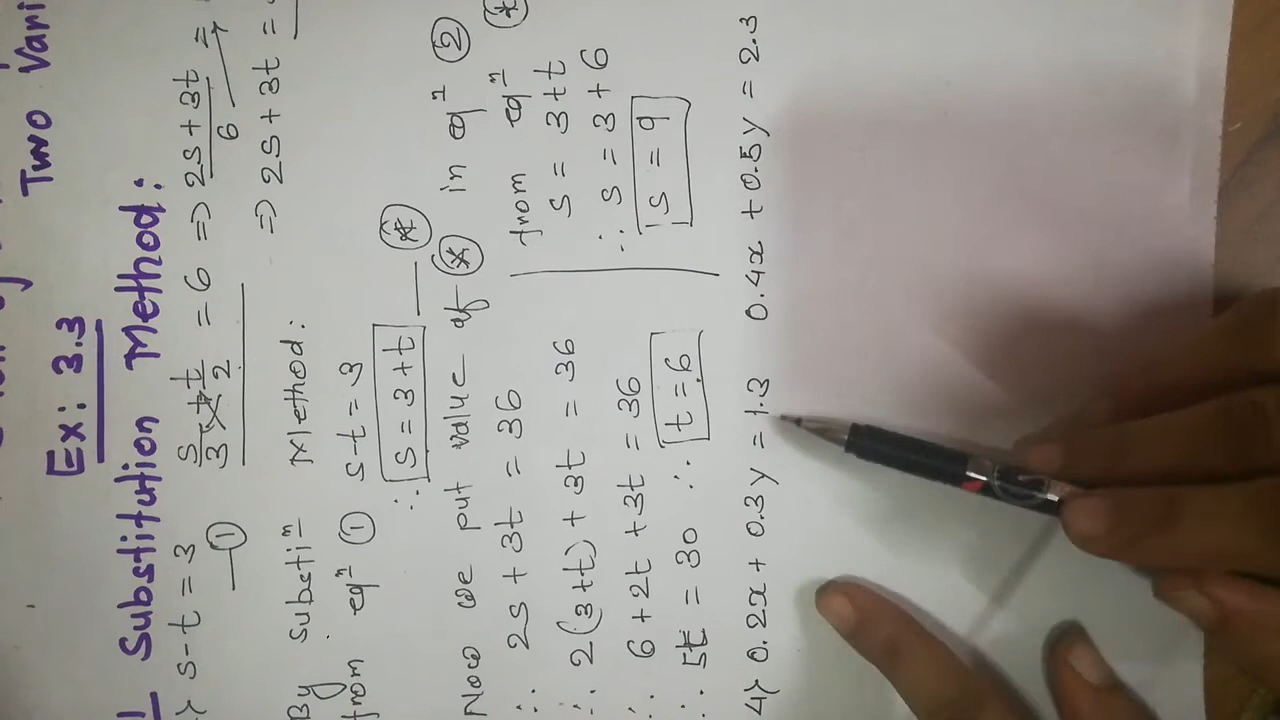 Two Vari
Ex: 3.3
Substitution Method:
s-t = 3 s/3 + t/2 = 6 => 2s+3t/6 =
—① => 2s + 3t =
By substiⁿ Method:
from eqⁿ ① s-t = 3
∴ s = 3+t —*
Now we put value of * in eqⁿ ②
2s + 3t = 36
∴ 2(3+t) + 3t = 36
∴ 6 + 2t + 3t = 36
∴ 5t = 30 ∴ t = 6
from eqⁿ *
s = 3+t
∴ s = 3+6
s = 9
4} 0.2x + 0.3y = 1.3 0.4x + 0.5y = 2.3